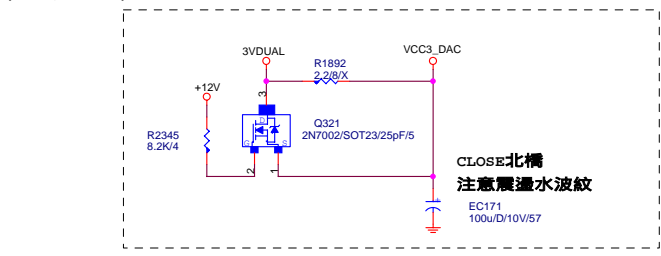 3VDUAL
VCC3_DAC
R1892
2.2/8/X
+12V
3
D
Q321
2N7002/SOT23/25pF/5
R2345
8.2K/4
G
S
2
1
CLOSE北橋
注意震盪水波紋
EC171
100u/D/10V/57
+